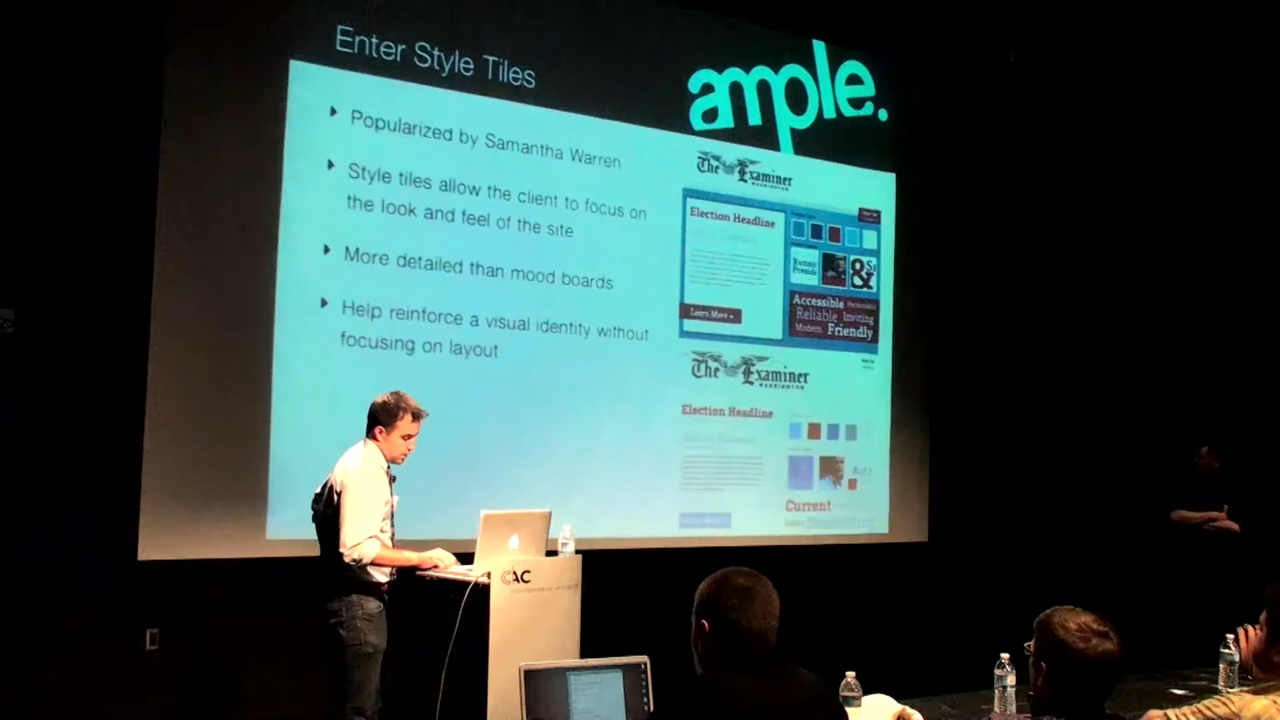 Enter Style Tiles
ample.
Popularized by Samantha Warren
Style tiles allow the client to focus on
the look and feel of the site
More detailed than mood boards
Help reinforce a visual identity without
focusing on layout
The Examiner
WASHINGTON
Election Headline
Learn More
&
Accessible
Reliable Inviting
Modern Friendly
The Examiner
WASHINGTON
Election Headline
Current
CAC